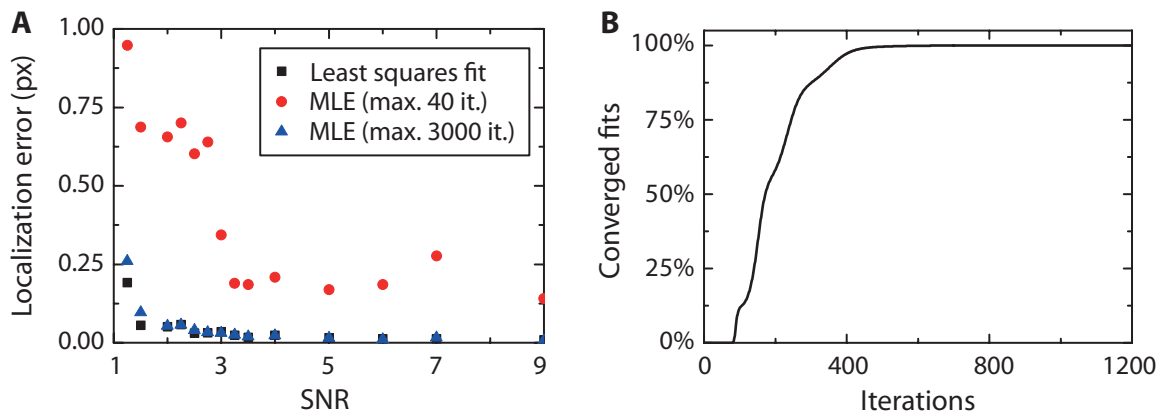 A
Localization error (px)
1.00
0.75
0.50
0.25
0.00
Least squares fit
MLE (max. 40 it.)
MLE (max. 3000 it.)
1 3 5 7 9
SNR
B
Converged fits
100%
75%
50%
25%
0%
0 400 800 1200
Iterations